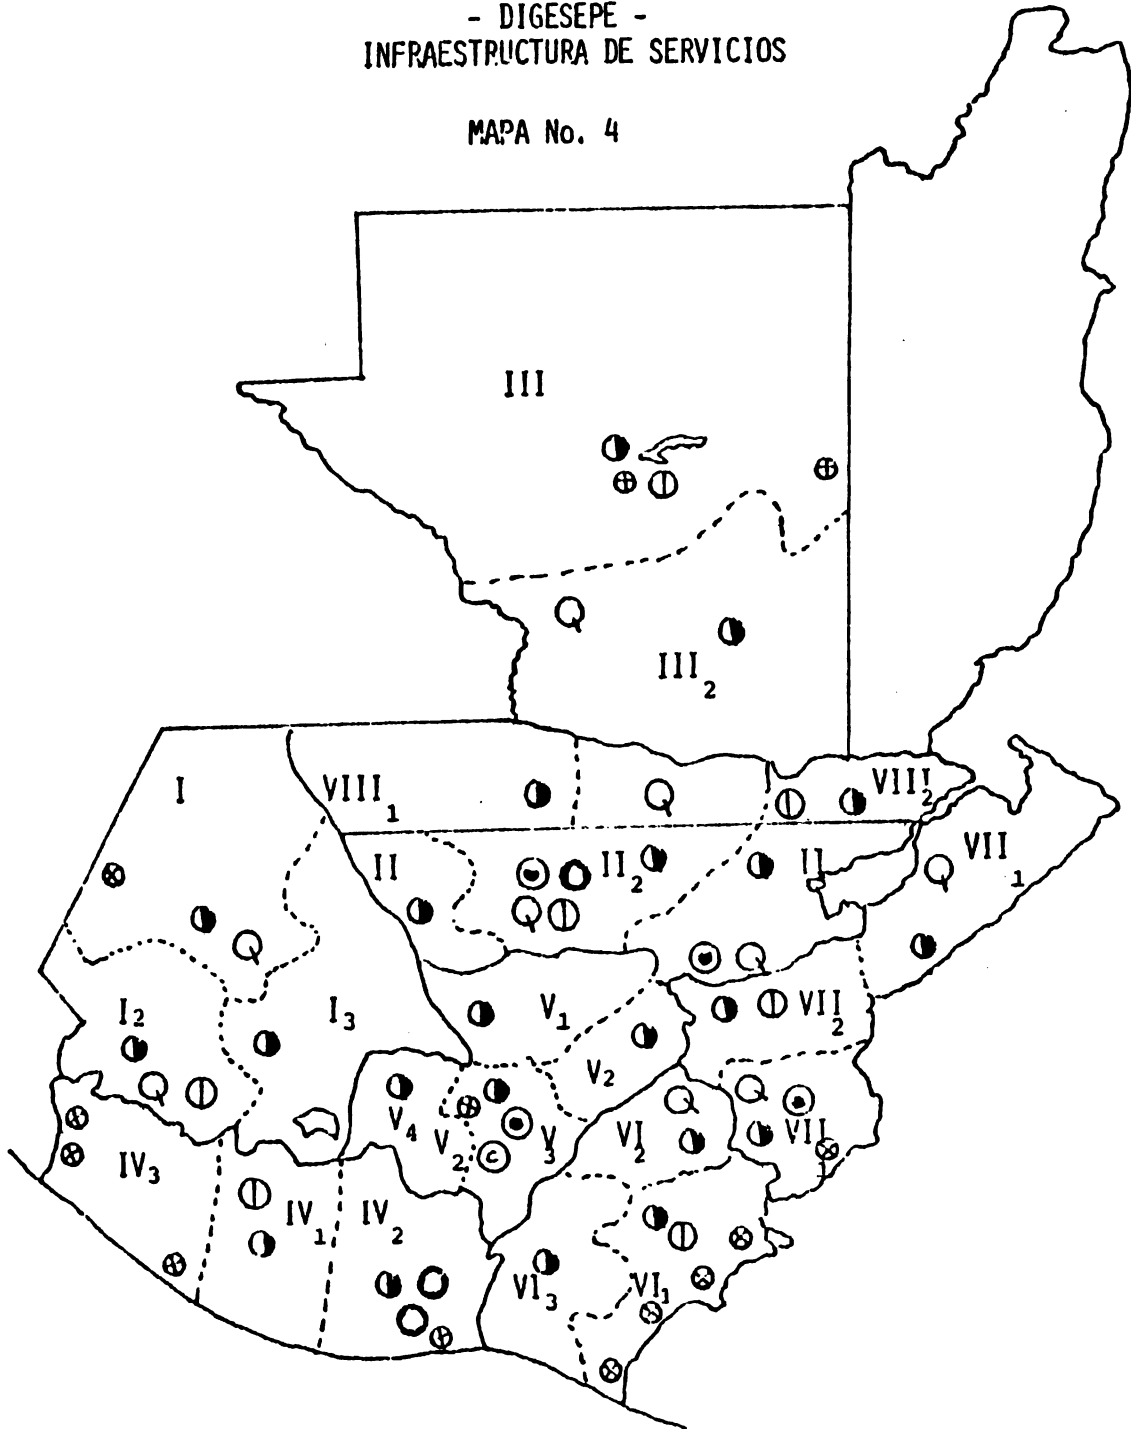 - DIGESEPE -
INFRAESTRUCTURA DE SERVICIOS
MAPA No. 4
III
III2
I
VIII1
VIII2
II
II2
II
VII1
I2
I3
V1
VII2
V2
V4
V2
V3
VI2
VII
IV3
IV1
IV2
VI3
VI1
C